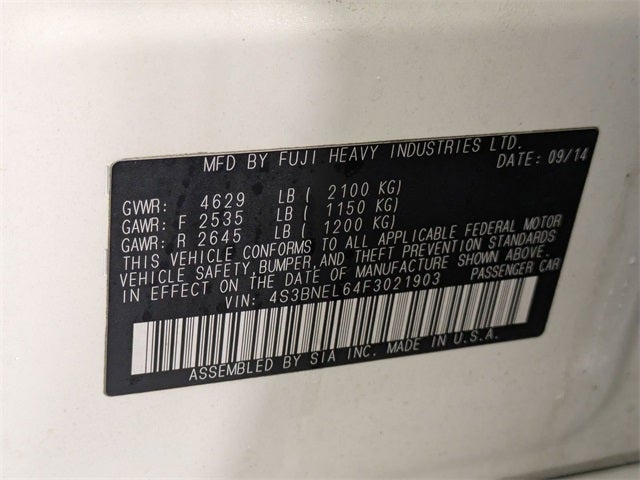 MFD BY FUJI HEAVY INDUSTRIES LTD.
DATE: 09/14
GVWR: 4629 LB ( 2100 KG)
GAWR: F 2535 LB ( 1150 KG)
GAWR: R 2645 LB ( 1200 KG)
THIS VEHICLE CONFORMS TO ALL APPLICABLE FEDERAL MOTOR
VEHICLE SAFETY,BUMPER,AND THEFT PREVENTION STANDARDS
IN EFFECT ON THE DATE OF MANUFACTURE SHOWN ABOVE.
VIN: 4S3BNEL64F3021903 PASSENGER CAR
ASSEMBLED BY SIA INC. MADE IN U.S.A.